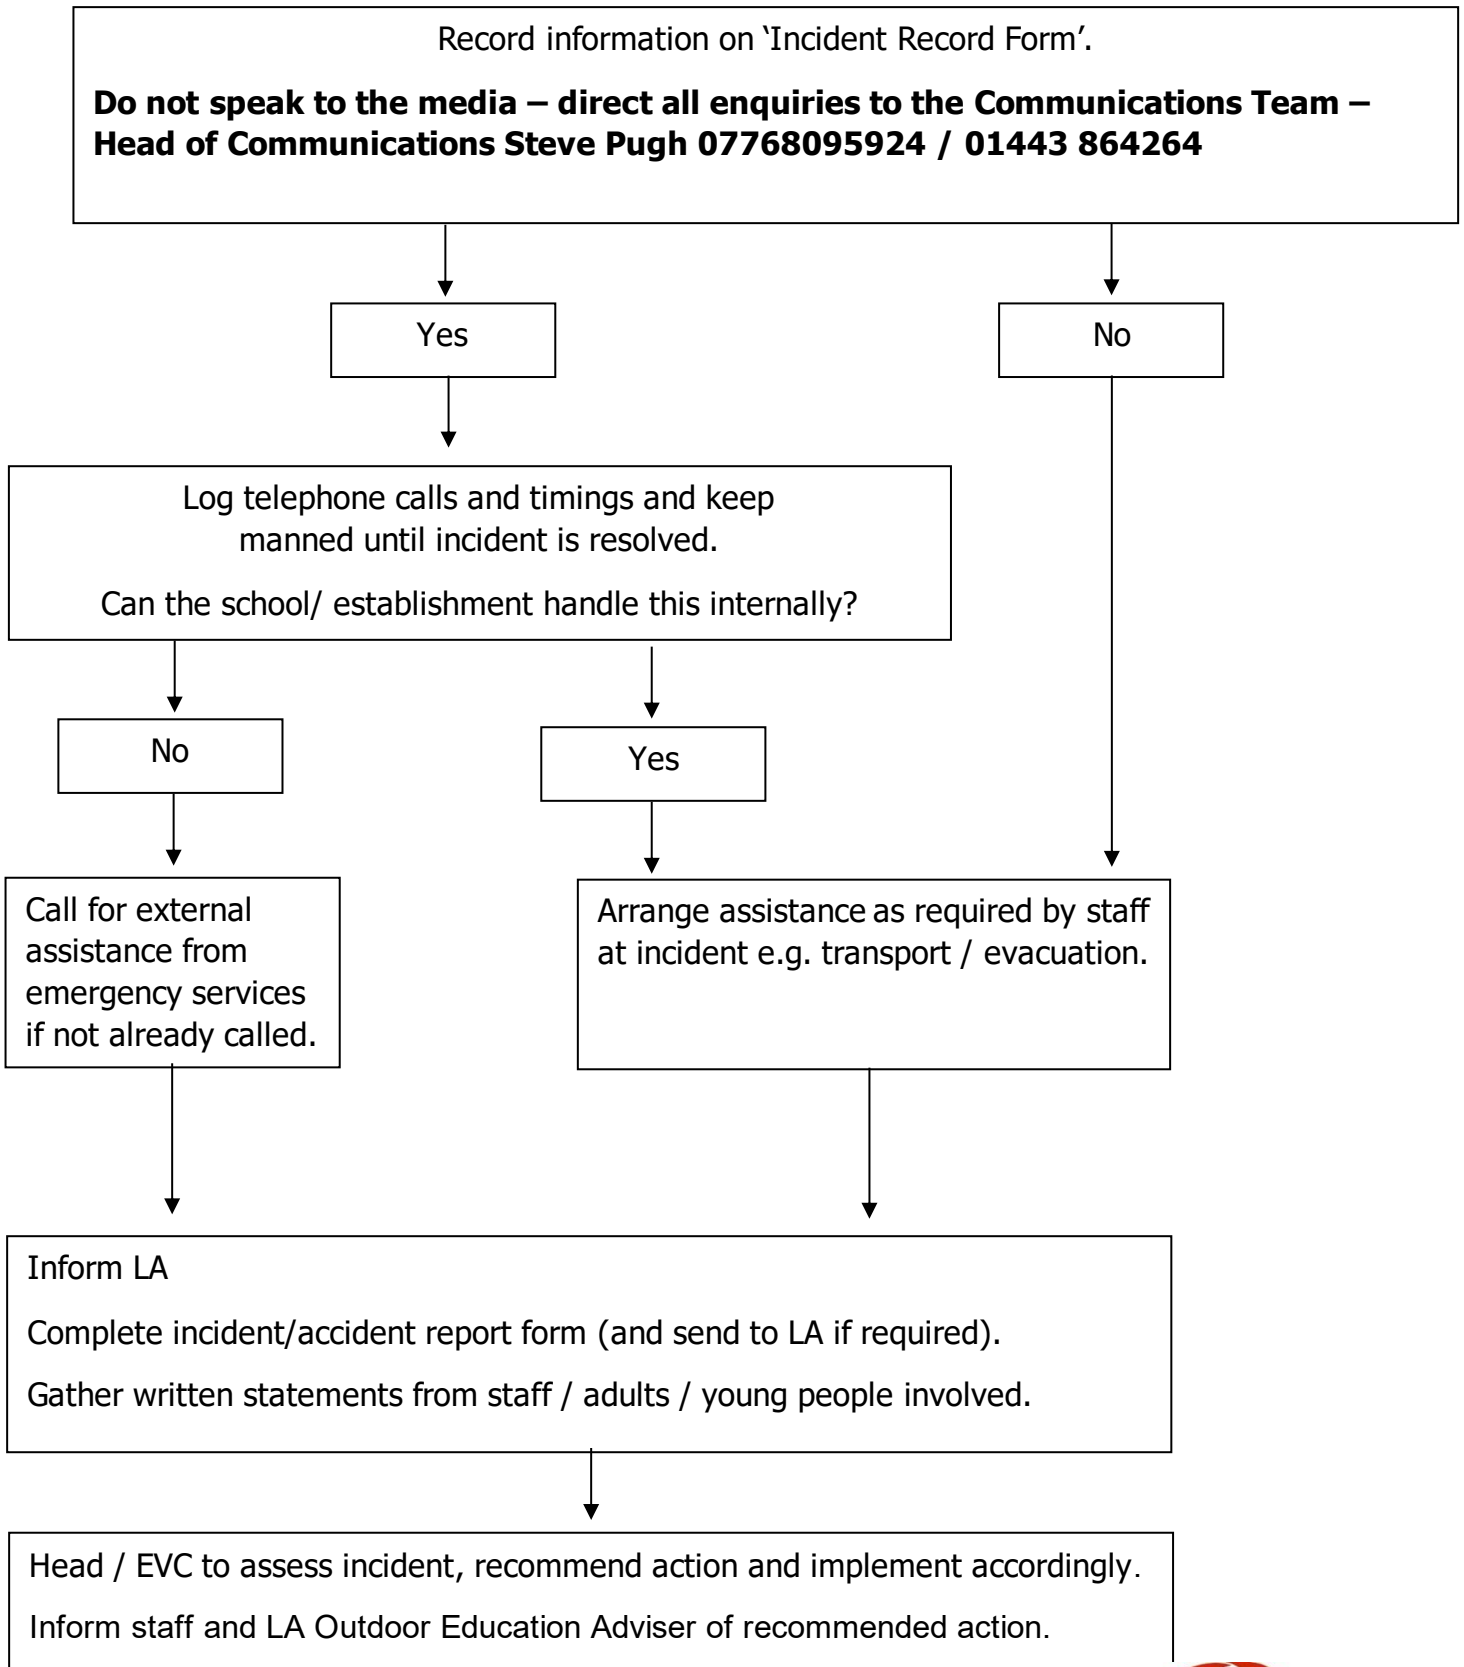 Record information on ‘Incident Record Form’.
Do not speak to the media – direct all enquiries to the Communications Team –
Head of Communications Steve Pugh 07768095924 / 01443 864264
Yes
No
Log telephone calls and timings and keep
manned until incident is resolved.
Can the school/ establishment handle this internally?
No
Yes
Call for external
assistance from
emergency services
if not already called.
Arrange assistance as required by staff
at incident e.g. transport / evacuation.
Inform LA
Complete incident/accident report form (and send to LA if required).
Gather written statements from staff / adults / young people involved.
Head / EVC to assess incident, recommend action and implement accordingly.
Inform staff and LA Outdoor Education Adviser of recommended action.